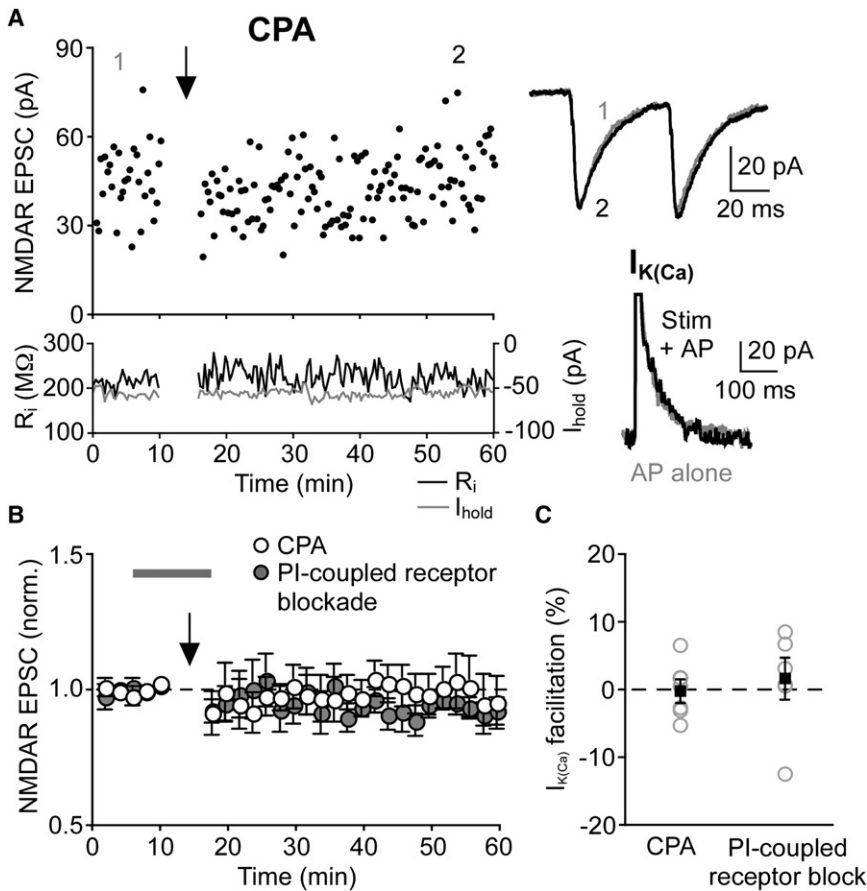 A
CPA
1
2
90
60
30
0
NMDAR EPSC (pA)
1
2
20 pA
20 ms
I K(Ca)
Stim
+ AP
20 pA
100 ms
AP alone
300
200
100
Ri (MΩ)
0
-50
-100
Ihold (pA)
0 10 20 30 40 50 60
Time (min)
Ri
Ihold
B
1.5
1.0
0.5
NMDAR EPSC (norm.)
CPA
PI-coupled receptor
blockade
0 10 20 30 40 50 60
Time (min)
C
20
10
0
-10
-20
IK(Ca) facilitation (%)
CPA
PI-coupled
receptor block